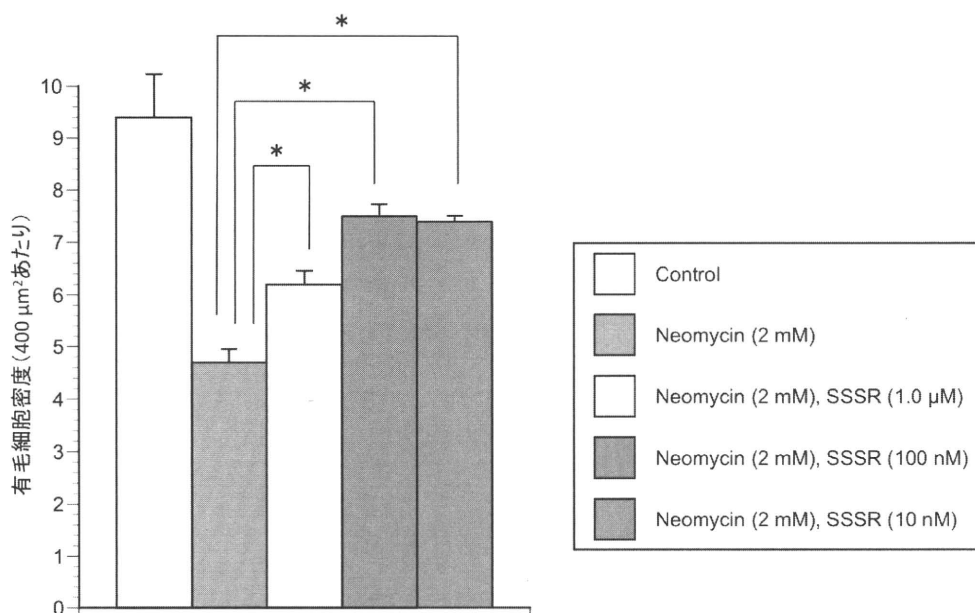 *
*
*
有毛細胞密度(400 μm²あたり)
10
9
8
7
6
5
4
3
2
1
0
Control
Neomycin (2 mM)
Neomycin (2 mM), SSSR (1.0 μM)
Neomycin (2 mM), SSSR (100 nM)
Neomycin (2 mM), SSSR (10 nM)